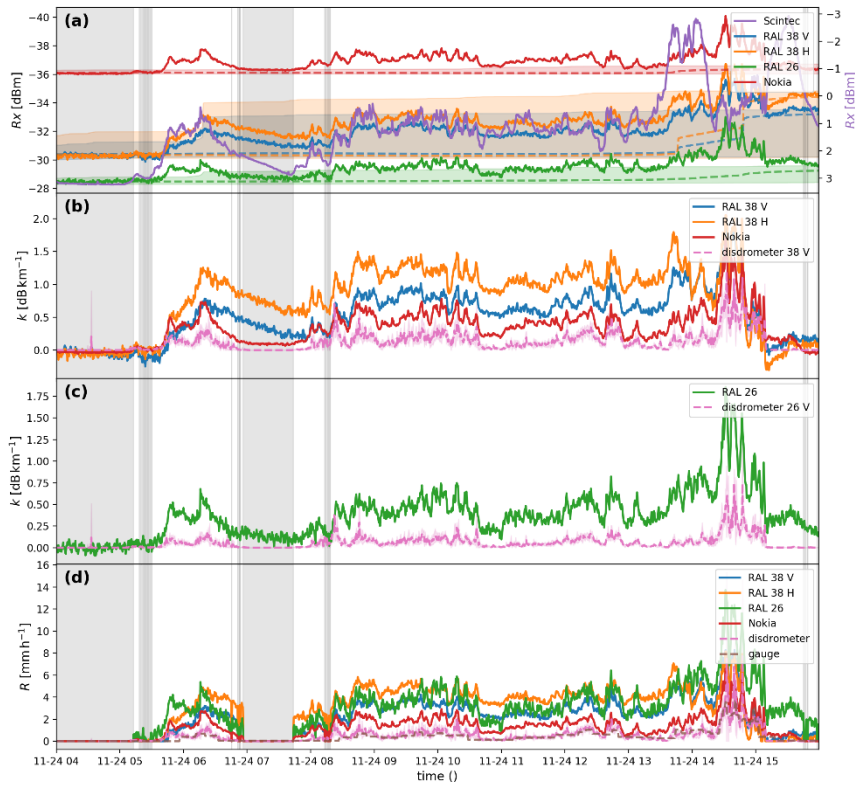 (a)
Rx [dBm]
−40
−38
−36
−34
−32
−30
−28
Scintec
RAL 38 V
RAL 38 H
RAL 26
Nokia
−3
−2
−1
0
1
2
3
Rx [dBm]
(b)
k [dB km⁻¹]
2.0
1.5
1.0
0.5
0.0
RAL 38 V
RAL 38 H
Nokia
disdrometer 38 V
(c)
k [dB km⁻¹]
1.75
1.50
1.25
1.00
0.75
0.50
0.25
0.00
RAL 26
disdrometer 26 V
(d)
R [mm h⁻¹]
16
14
12
10
8
6
4
2
0
RAL 38 V
RAL 38 H
RAL 26
Nokia
disdrometer
gauge
11-24 04 11-24 05 11-24 06 11-24 07 11-24 08 11-24 09 11-24 10 11-24 11 11-24 12 11-24 13 11-24 14 11-24 15
time ()